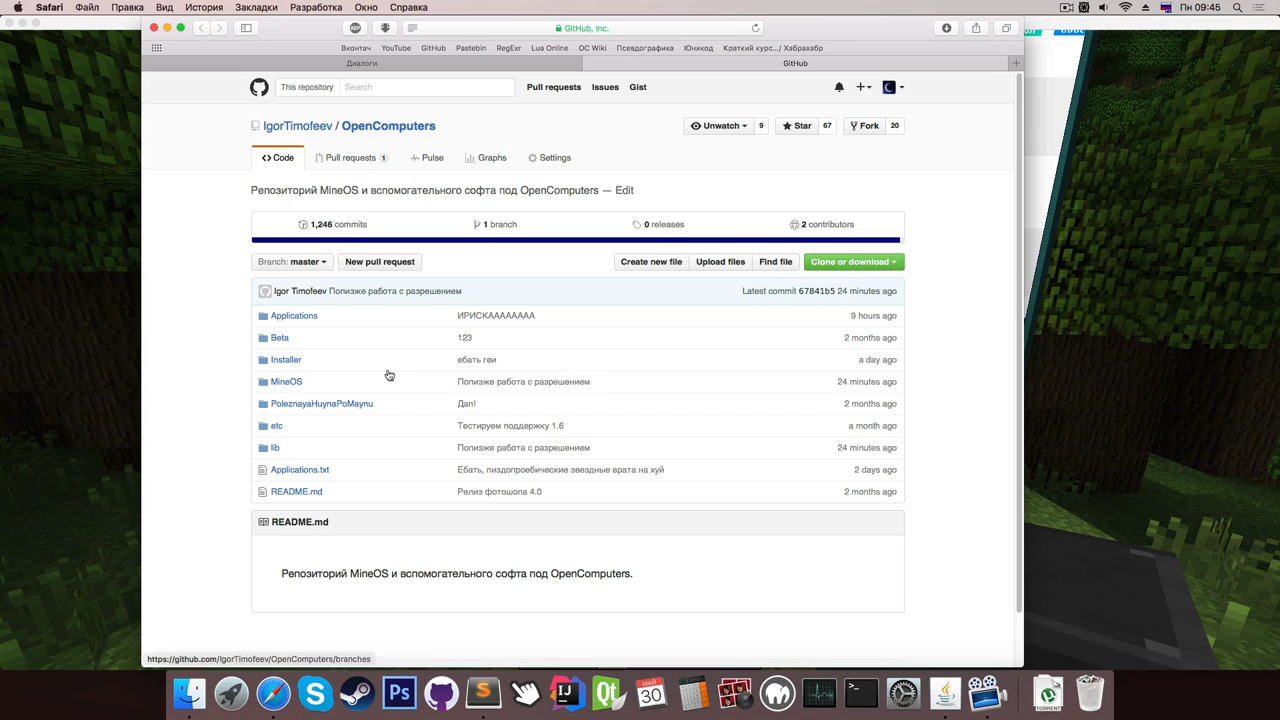 Safari Файл Правка Вид История Закладки Разработка Окно Справка Пн 09:45
GitHub, Inc.
Вконтач YouTube GitHub Pastebin RegExr Lua Online OC Wiki Псевдографика Юникод Краткий курс.../ Хабрахабр
Диалоги GitHub
This repository Search Pull requests Issues Gist
IgorTimofeev / OpenComputers Unwatch 9 Star 67 Fork 20
Code Pull requests 1 Pulse Graphs Settings
Репозиторий MineOS и вспомогательного софта под OpenComputers — Edit
1,246 commits 1 branch 0 releases 2 contributors
Branch: master New pull request Create new file Upload files Find file Clone or download
Igor Timofeev Попизже работа с разрешением Latest commit 67841b5 24 minutes ago
Applications ИРИСКАААААААА 9 hours ago
Beta 123 2 months ago
Installer ебать геи a day ago
MineOS Попизже работа с разрешением 24 minutes ago
PoleznayaHuynaPoMaynu Дап! 2 months ago
etc Тестируем поддержку 1.6 a month ago
lib Попизже работа с разрешением 24 minutes ago
Applications.txt Ебать, пиздопроебические звездные врата на хуй 2 days ago
README.md Релиз фотошопа 4.0 2 months ago
README.md
Репозиторий MineOS и вспомогательного софта под OpenComputers.
https://github.com/IgorTimofeev/OpenComputers/branches
Ps Qt МАЙ 30 TORRENT